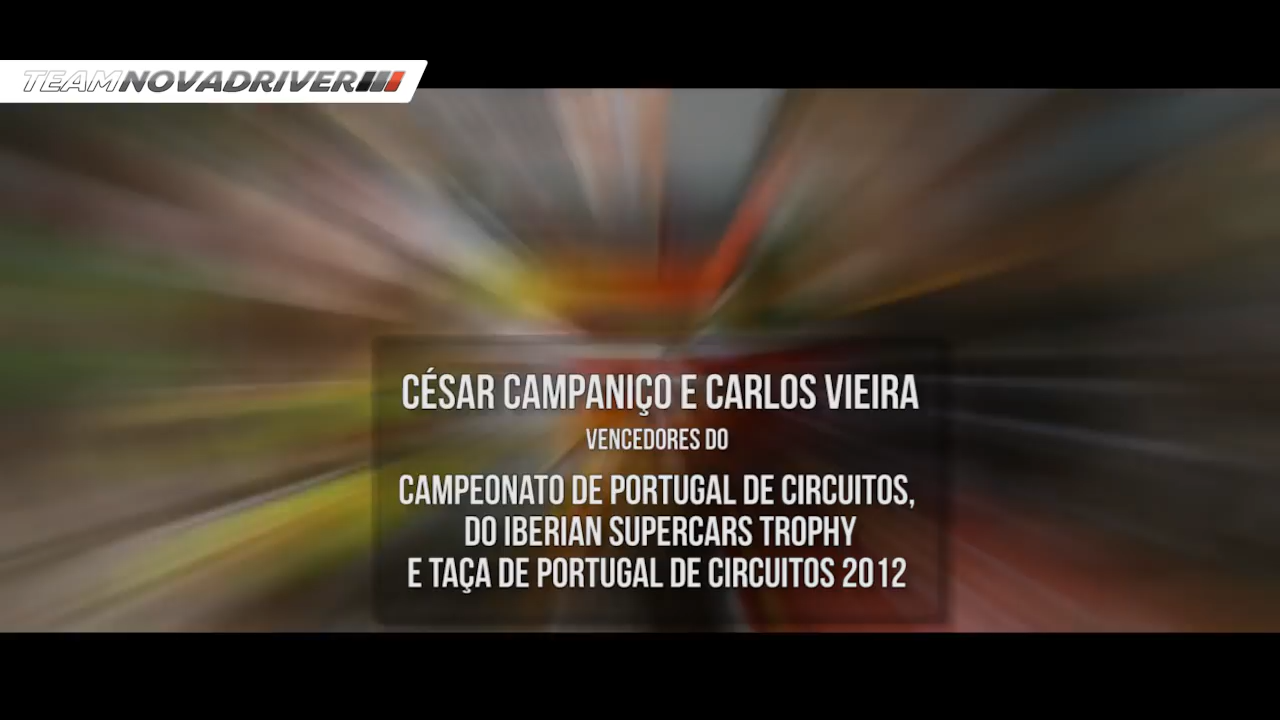 TEAMNOVADRIVER
CÉSAR CAMPANIÇO E CARLOS VIEIRA
VENCEDORES DO
CAMPEONATO DE PORTUGAL DE CIRCUITOS,
DO IBERIAN SUPERCARS TROPHY
E TAÇA DE PORTUGAL DE CIRCUITOS 2012